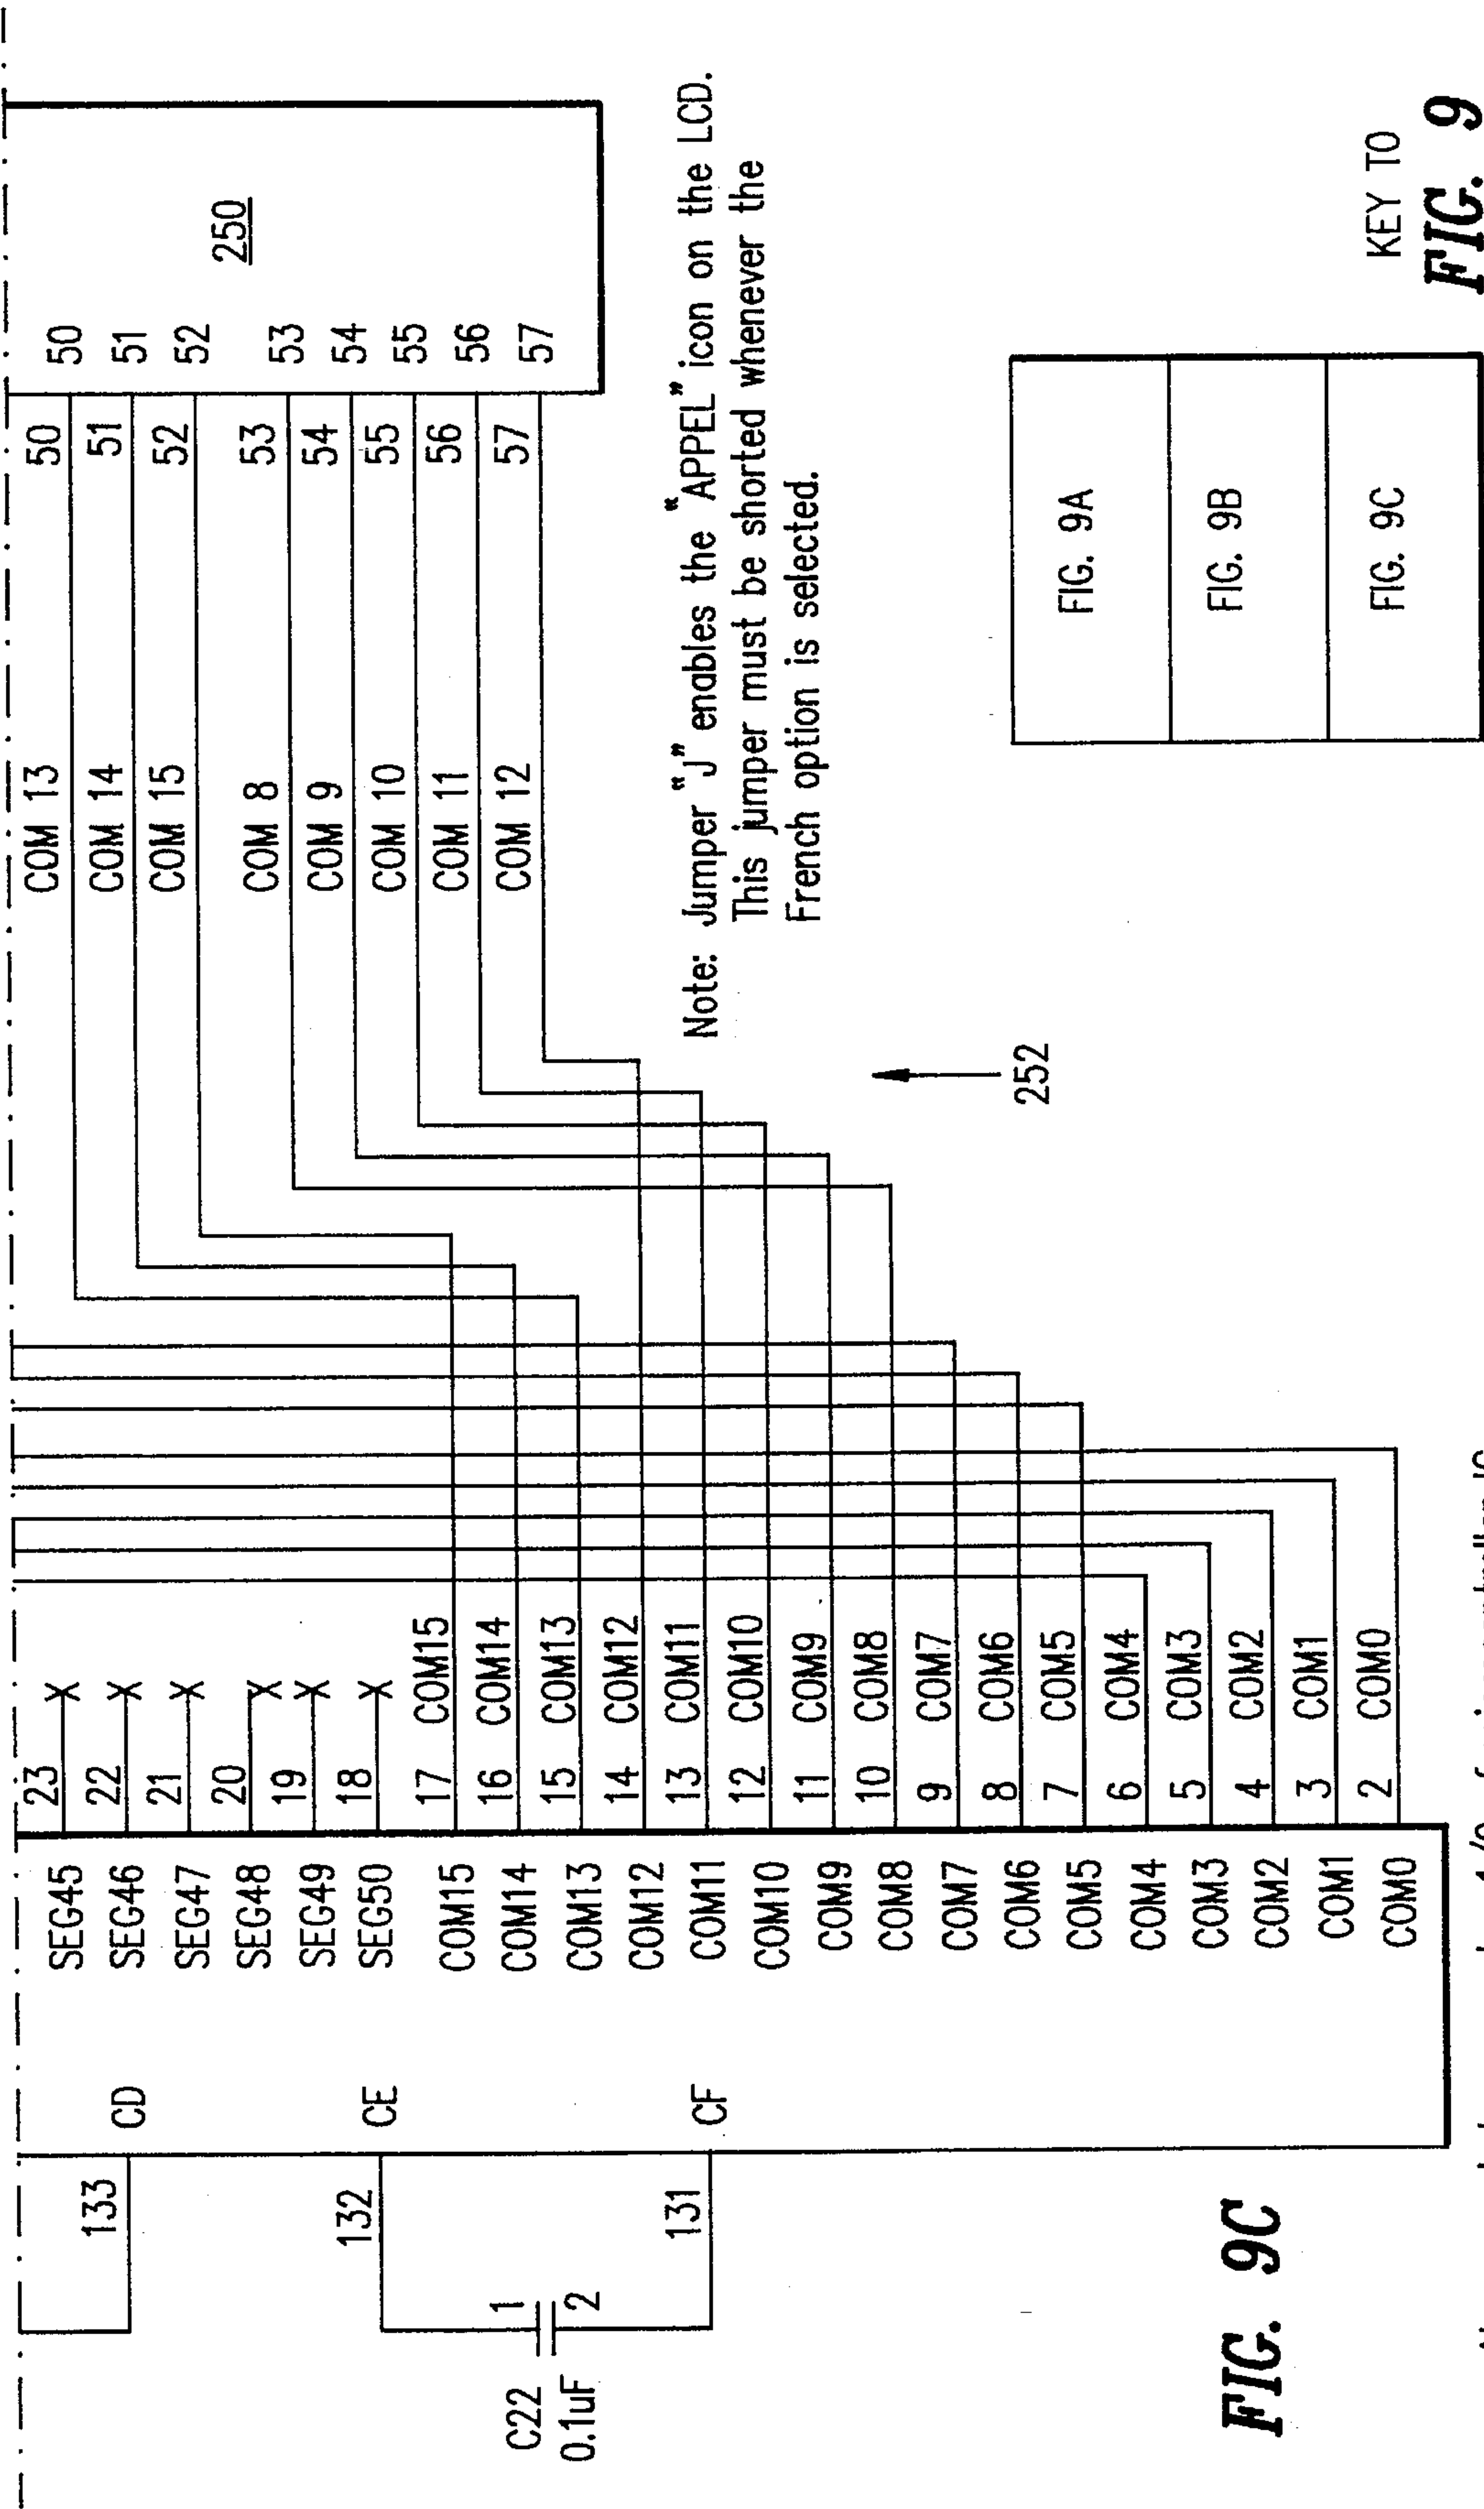 133
CD
132
CE
C22
0.1uF
1
2
131
CF
SEG45 23 X
SEG46 22 X
SEG47 21 X
SEG48 20 X
SEG49 19 X
SEG50 18 X
COM15 17 COM15
COM14 16 COM14
COM13 15 COM13
COM12 14 COM12
COM11 13 COM11
COM10 12 COM10
COM9 11 COM9
COM8 10 COM8
COM7 9 COM7
COM6 8 COM6
COM5 7 COM5
COM4 6 COM4
COM3 5 COM3
COM2 4 COM2
COM1 3 COM1
COM0 2 COM0
COM 13 50 50
COM 14 51 51
COM 15 52 52
COM 8 53 53
COM 9 54 54
COM 10 55 55
COM 11 56 56
COM 12 57 57
250
Note: Jumper "J" enables the "APPEL" icon on the LCD.
This jumper must be shorted whenever the
French option is selected.
252
FIG. 9A
FIG. 9B
FIG. 9C
KEY TO
FIG. 9
FIG. 9C